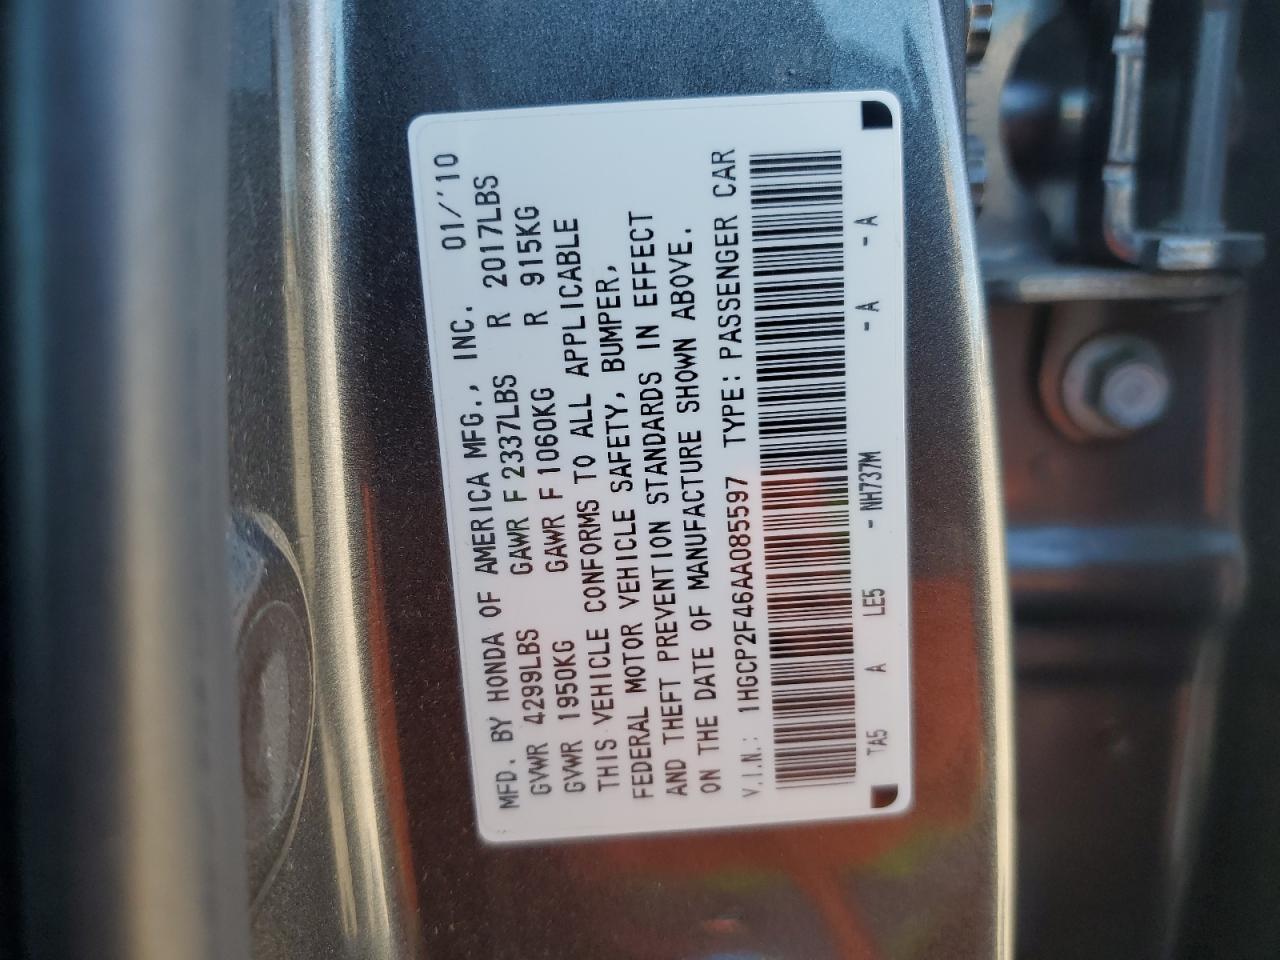 MFD. BY HONDA OF AMERICA MFG., INC. 01/'10
GVWR 4299LBS GAWR F 2337LBS R 2017LBS
GVWR 1950KG GAWR F 1060KG R 915KG
THIS VEHICLE CONFORMS TO ALL APPLICABLE
FEDERAL MOTOR VEHICLE SAFETY, BUMPER,
AND THEFT PREVENTION STANDARDS IN EFFECT
ON THE DATE OF MANUFACTURE SHOWN ABOVE.
V.I.N.: 1HGCP2F46AA085597 TYPE: PASSENGER CAR
TA5 A LE5 - NH737M - A - A